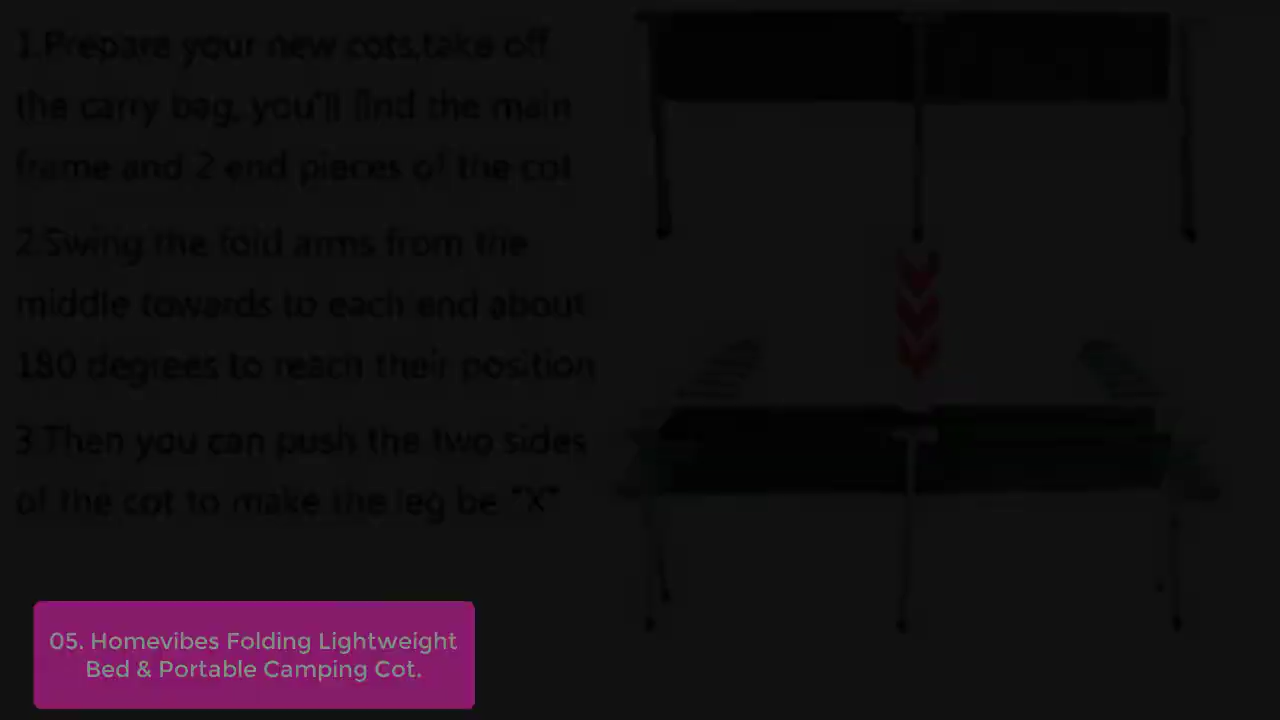 1.Prepare your new cots,take off
the carry bag, you'll find the main
frame and 2 end pieces of the cot
2.Swing the fold arms from the
middle towards to each end about
180 degrees to reach their position
3.Then you can push the two sides
of the cot to make the leg be "X"
05. Homevibes Folding Lightweight
Bed & Portable Camping Cot.